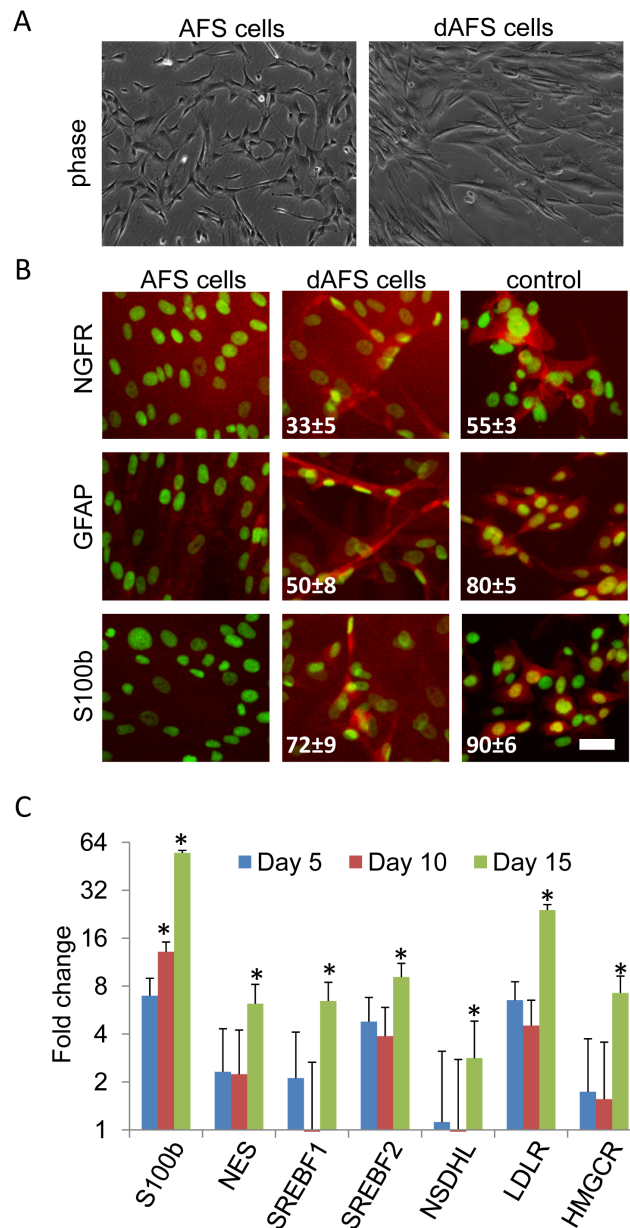 A
AFS cells
dAFS cells
phase
B
AFS cells
dAFS cells
control
NGFR
33±5
55±3
GFAP
50±8
80±5
S100b
72±9
90±6
C
64
32
16
8
4
2
1
Fold change
Day 5
Day 10
Day 15
*
*
*
*
*
*
*
*
S100b
NES
SREBF1
SREBF2
NSDHL
LDLR
HMGCR